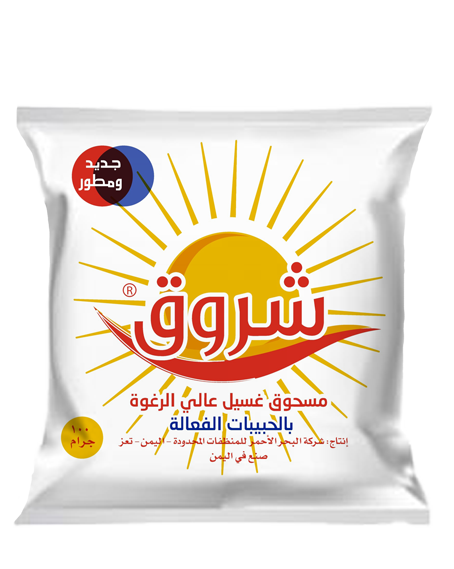 جديد
ومطور
شروق
®
مسحوق غسيل عالي الرغوة
بالحبيبات الفعالة
إنتاج: شركة البحر الأحمر للمنظفات المحدودة - اليمن - تعز
صنع في اليمن
١٠٠
جرام